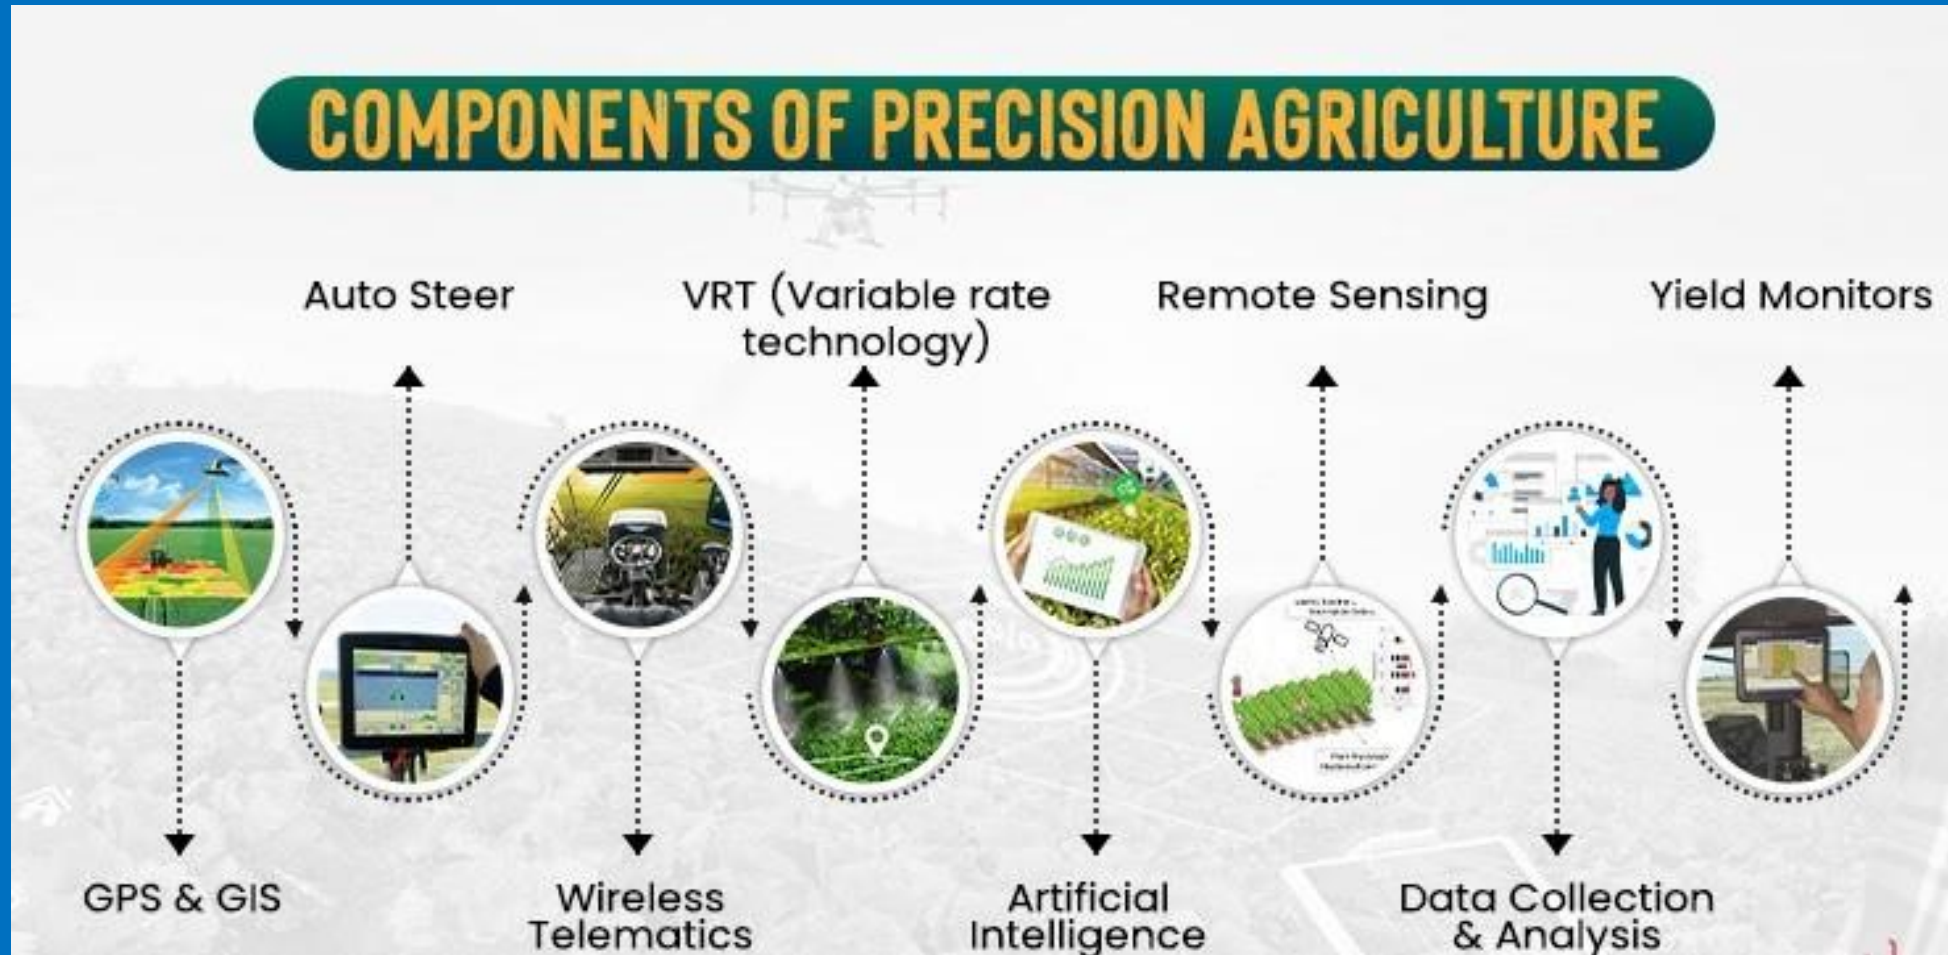 COMPONENTS OF PRECISION AGRICULTURE
Auto Steer
VRT (Variable rate
technology)
Remote Sensing
Yield Monitors
GPS & GIS
Wireless
Telematics
Artificial
Intelligence
Data Collection
& Analysis